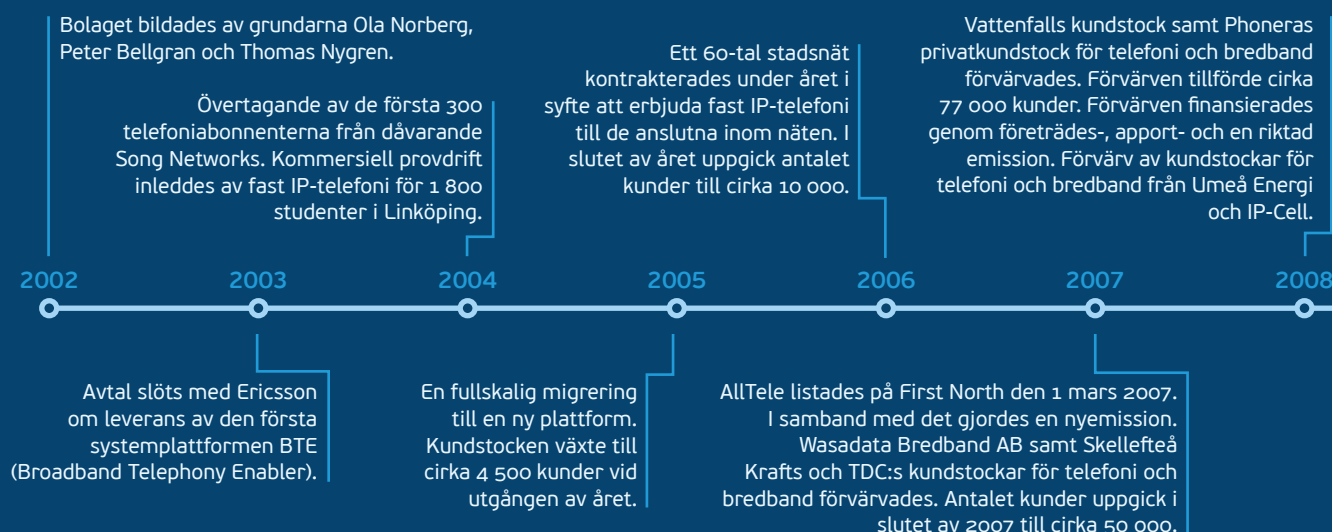 Bolaget bildades av grundarna Ola Norberg,
Peter Bellgran och Thomas Nygren.
Övertagande av de första 300
telefoniabonnenterna från dåvarande
Song Networks. Kommersiell provdrift
inleddes av fast IP-telefoni för 1 800
studenter i Linköping.
Ett 60-tal stadsnät
kontrakterades under året i
syfte att erbjuda fast IP-telefoni
till de anslutna inom näten. I
slutet av året uppgick antalet
kunder till cirka 10 000.
Vattenfalls kundstock samt Phoneras
privatkundstock för telefoni och bredband
förvärvades. Förvärven tillförde cirka
77 000 kunder. Förvärven finansierades
genom företrädes-, apport- och en riktad
emission. Förvärv av kundstockar för
telefoni och bredband från Umeå Energi
och IP-Cell.
2002 2003 2004 2005 2006 2007 2008
Avtal slöts med Ericsson
om leverans av den första
systemplattformen BTE
(Broadband Telephony Enabler).
En fullskalig migrering
till en ny plattform.
Kundstocken växte till
cirka 4 500 kunder vid
utgången av året.
AllTele listades på First North den 1 mars 2007.
I samband med det gjordes en nyemission.
Wasadata Bredband AB samt Skellefteå
Krafts och TDC:s kundstockar för telefoni och
bredband förvärvades. Antalet kunder uppgick i
slutet av 2007 till cirka 50 000.